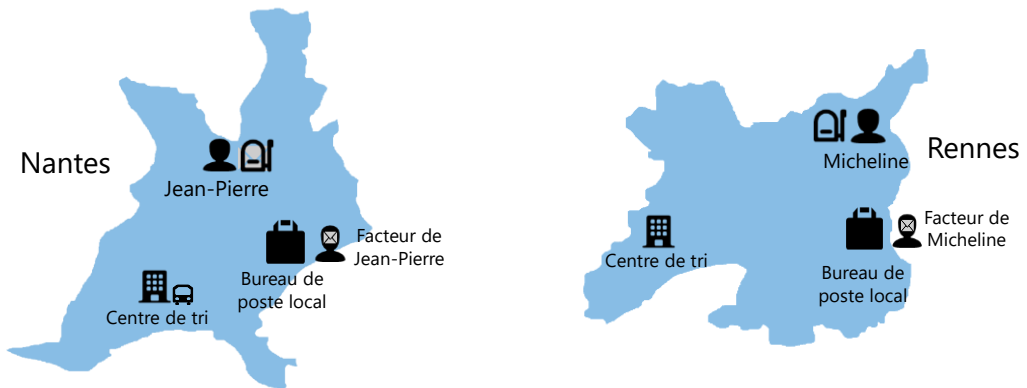 Nantes
Jean-Pierre
Facteur de
Jean-Pierre
Bureau de
poste local
Centre de tri
Rennes
Micheline
Facteur de
Micheline
Centre de tri
Bureau de
poste local